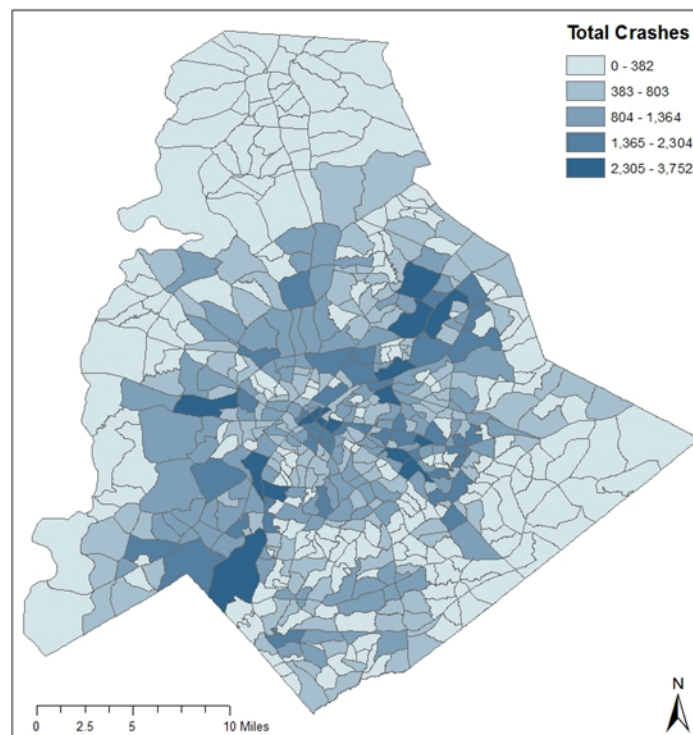 Total Crashes
0 - 382
383 - 803
804 - 1,364
1,365 - 2,304
2,305 - 3,752
N
0 2.5 5 10 Miles